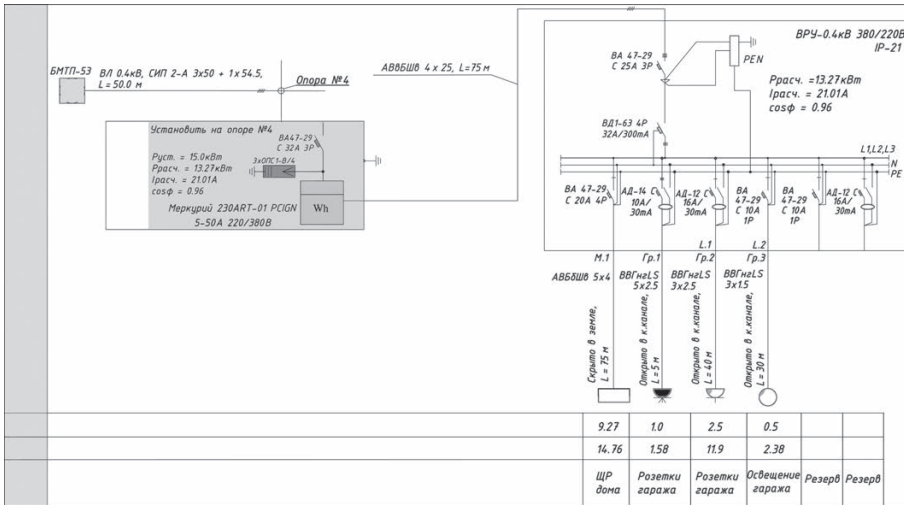 БМТП-53
ВЛ 0.4кВ, СИП 2-А 3х50 + 1х54.5,
L = 50.0 м
Опора №4
АВвБШв 4 х 25, L=75 м
Установить на опоре №4
Руст. = 15.0кВт
Ррасч. = 13.27кВт
Iрасч. = 21.01А
cosф = 0.96
ВА47-29
С 32А 3Р
3хОПС1-В/4
Меркурий 230ART-01 PCIGN
5-50А 220/380В
Wh
ВРУ-0.4кВ 380/220В
IP-21
ВА 47-29
С 25А 3Р
PEN
Ррасч. =13.27кВт
Iрасч. = 21.01А
cosф = 0.96
ВД1-63 4Р
32А/300mA
L1,L2,L3
N
PE
ВА 47-29
С 20А 4Р
АД-14 С
10А/
30mA
АД-12 С
16А/
30mA
ВА
47-29
С 10А
1Р
ВА
47-29
С 10А
1Р
АД-12 С
16А/
30mA
L.1
L.2
М.1
Гр.1
Гр.2
Гр.3
АВБбШв 5х4
ВВГнгLS
5х2.5
ВВГнгLS
3х2.5
ВВГнгLS
3х1.5
Скрыто в земле,
L = 75 м
Открыто в к.канале,
L = 5 м
Открыто в к.канале,
L = 40 м
Открыто в к.канале,
L = 30 м
9.27 1.0 2.5 0.5
14.76 1.58 11.9 2.38
ЩР дома
Розетки гаража
Розетки гаража
Освещение гаража
Резерв
Резерв